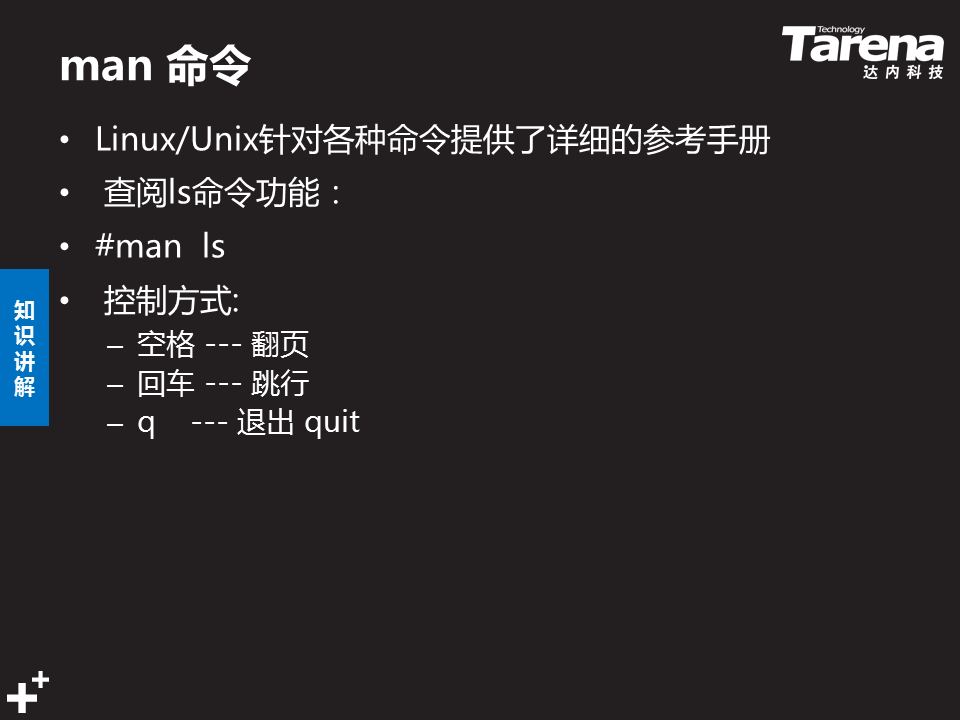 man 命令
Technology
Tarena
达内科技
• Linux/Unix针对各种命令提供了详细的参考手册
• 查阅ls命令功能：
• #man  ls
• 控制方式:
– 空格 --- 翻页
– 回车 --- 跳行
– q    --- 退出 quit
知识讲解